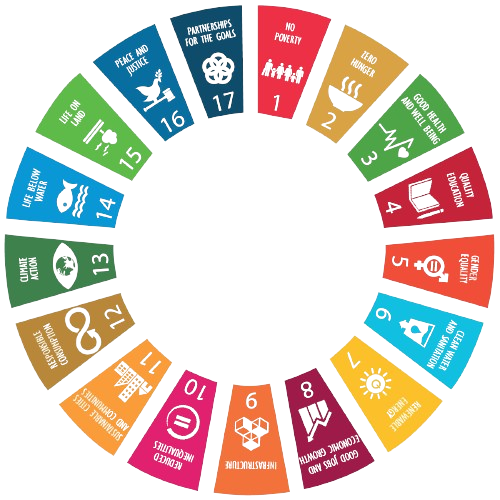 NO
POVERTY
1
ZERO
HUNGER
2
GOOD HEALTH
AND WELL BEING
3
QUALITY
EDUCATION
4
GENDER
EQUALITY
5
CLEAN WATER
AND SANITATION
6
RENEWABLE
ENERGY
7
GOOD JOBS AND
ECONOMIC GROWTH
8
INFRASTRUCTURE
9
REDUCED
INEQUALITIES
10
SUSTAINABLE CITIES
AND COMMUNITIES
11
RESPONSIBLE
CONSUMPTION
12
CLIMATE
ACTION
13
LIFE BELOW
WATER
14
LIFE ON
LAND
15
PEACE AND
JUSTICE
16
PARTNERSHIPS
FOR THE GOALS
17